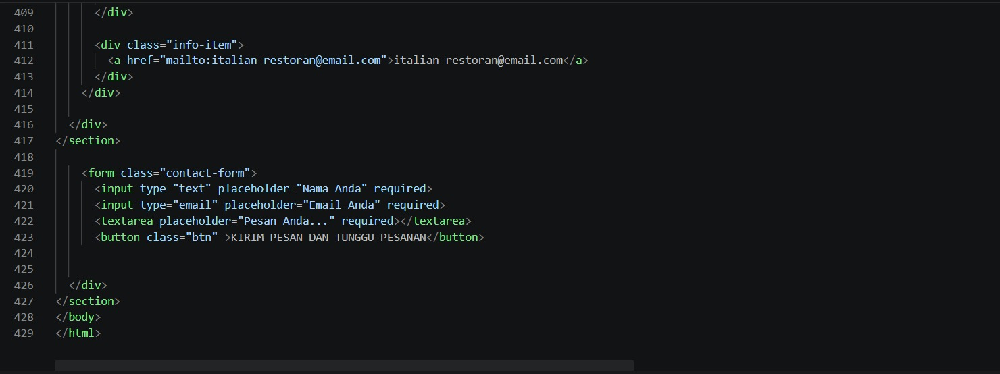 409 </div>
410
411 <div class="info-item">
412 <a href="mailto:italian restoran@email.com">italian restoran@email.com</a>
413 </div>
414 </div>
415
416 </div>
417 </section>
418
419 <form class="contact-form">
420 <input type="text" placeholder="Nama Anda" required>
421 <input type="email" placeholder="Email Anda" required>
422 <textarea placeholder="Pesan Anda..." required></textarea>
423 <button class="btn" >KIRIM PESAN DAN TUNGGU PESANAN</button>
424
425
426 </div>
427 </section>
428 </body>
429 </html>